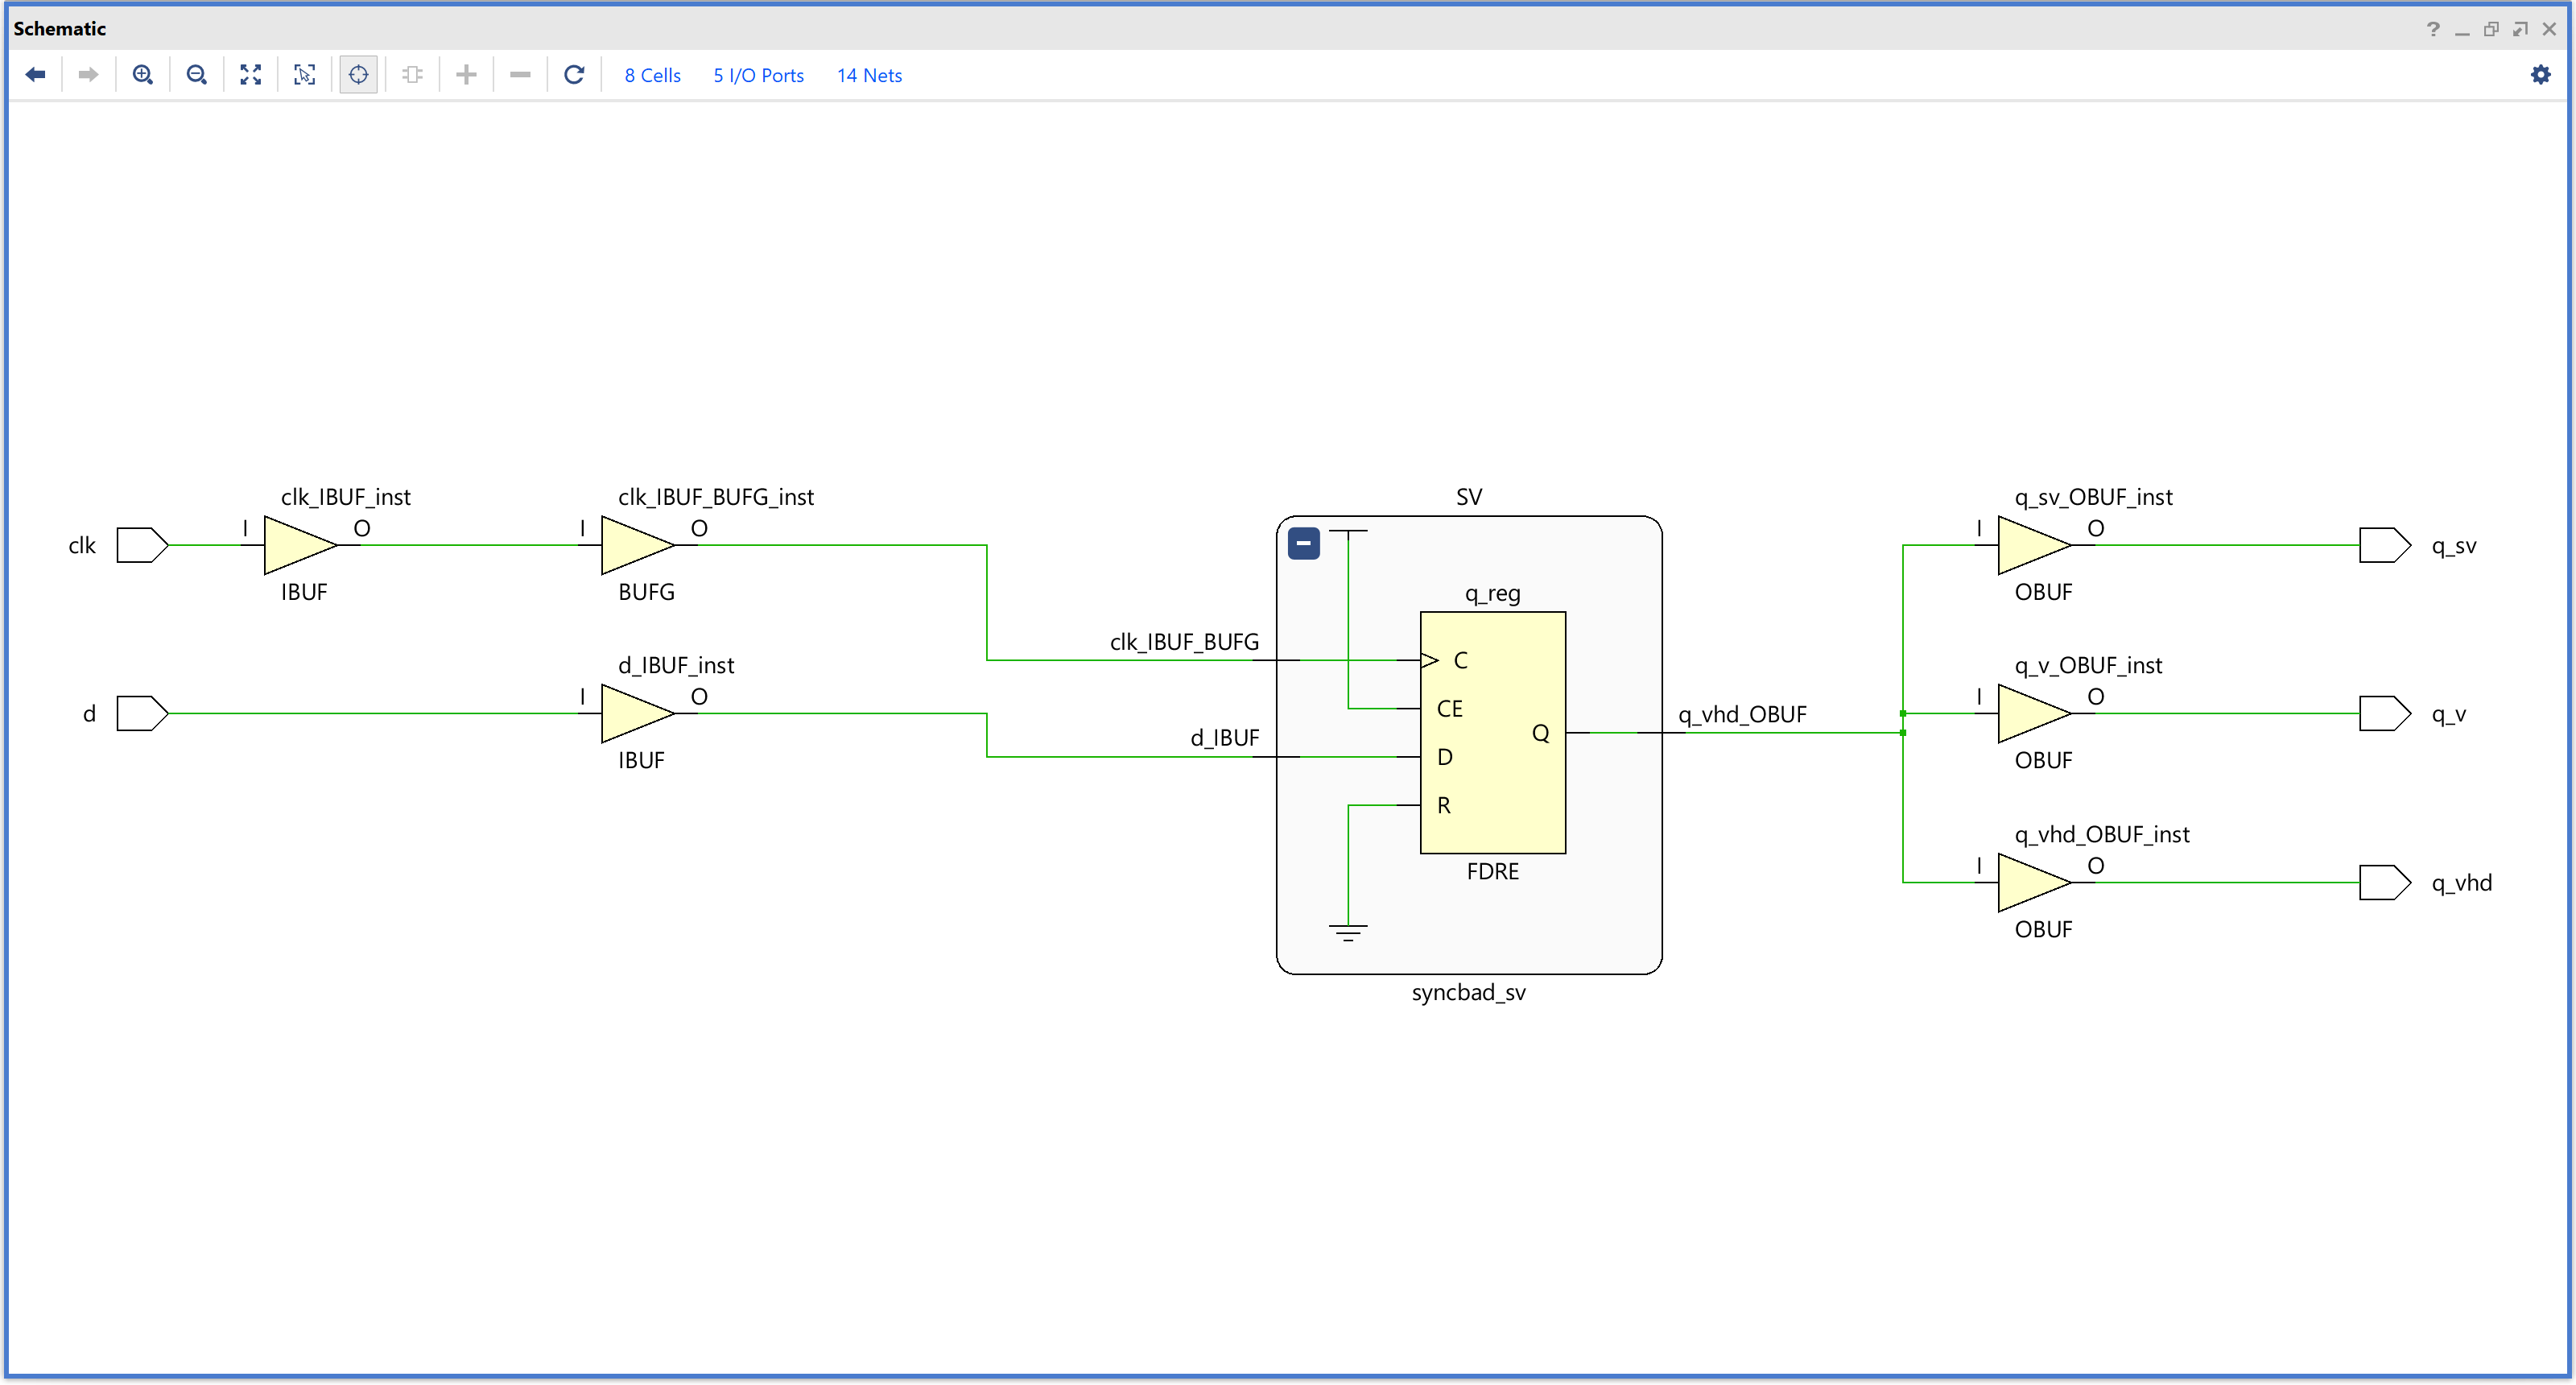 Schematic
8 Cells 5 I/O Ports 14 Nets
clk_IBUF_inst clk_IBUF_BUFG_inst SV q_sv_OBUF_inst
clk I O I O I O q_sv
IBUF BUFG OBUF
q_reg
clk_IBUF_BUFG C
d_IBUF_inst q_v_OBUF_inst
d I O CE q_vhd_OBUF I O q_v
d_IBUF D Q
IBUF OBUF
R
q_vhd_OBUF_inst
FDRE I O q_vhd
OBUF
syncbad_sv